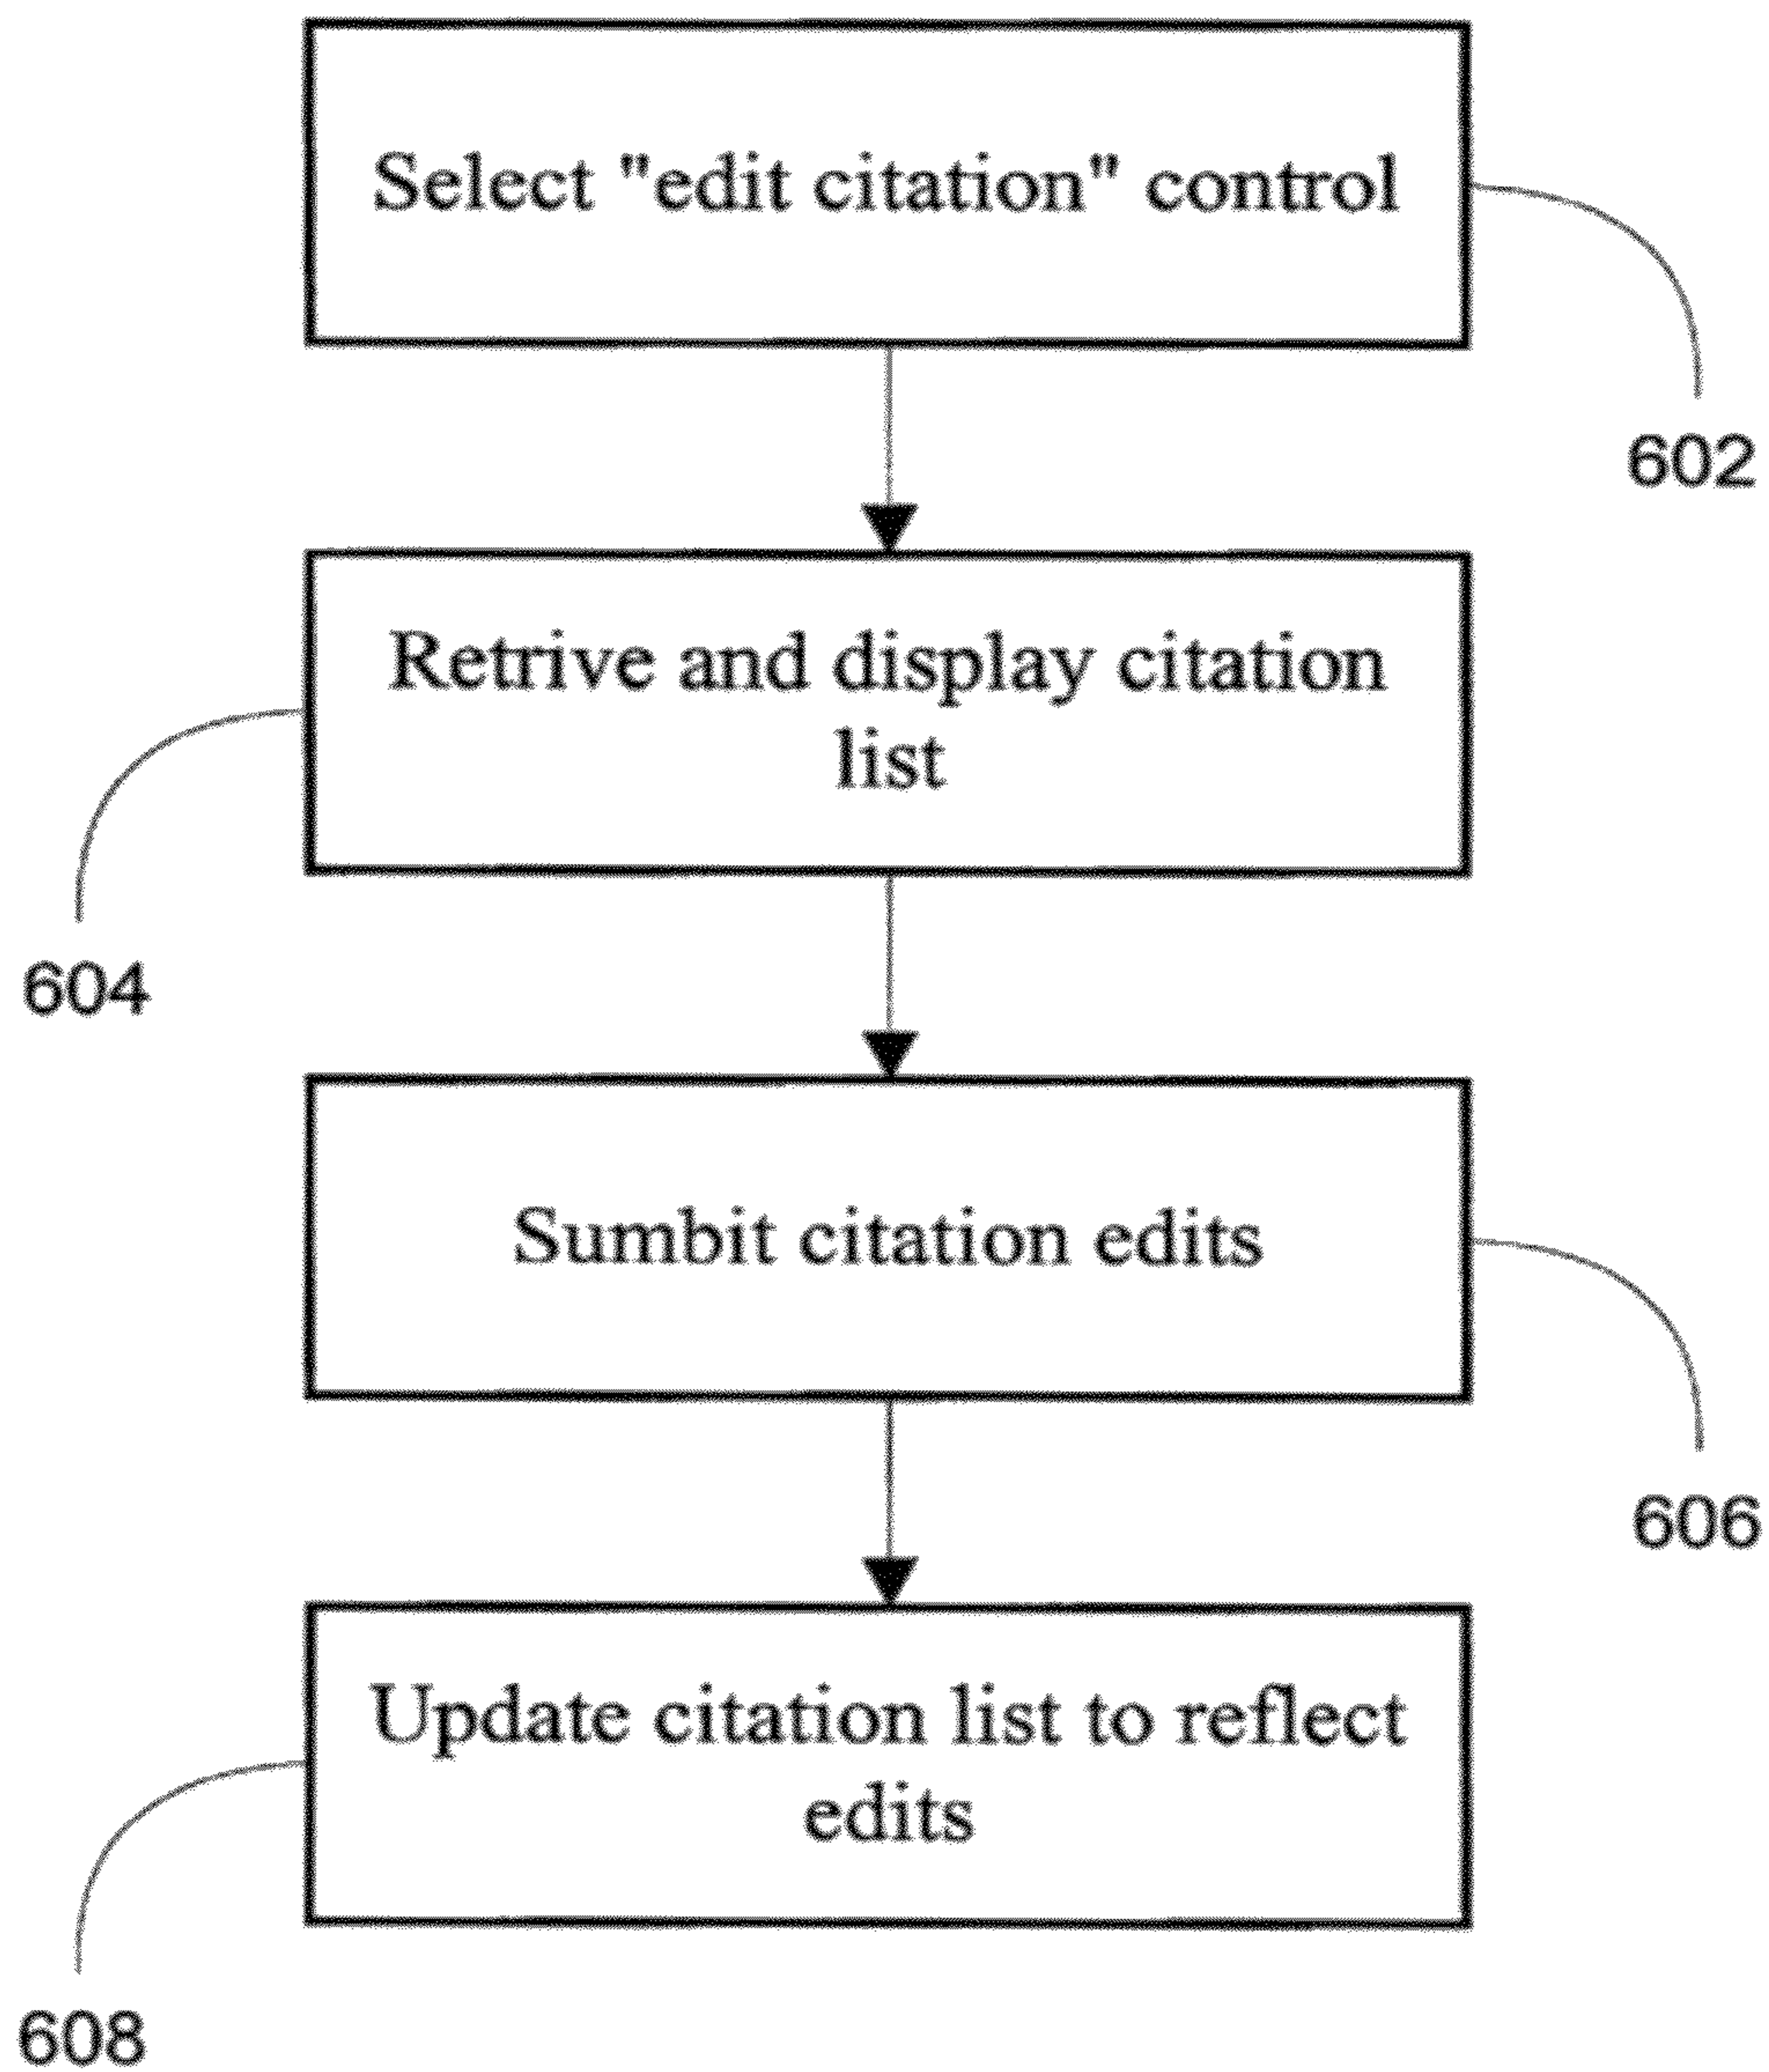 Select "edit citation" control
602
Retrive and display citation
list
604
Sumbit citation edits
606
Update citation list to reflect
edits
608